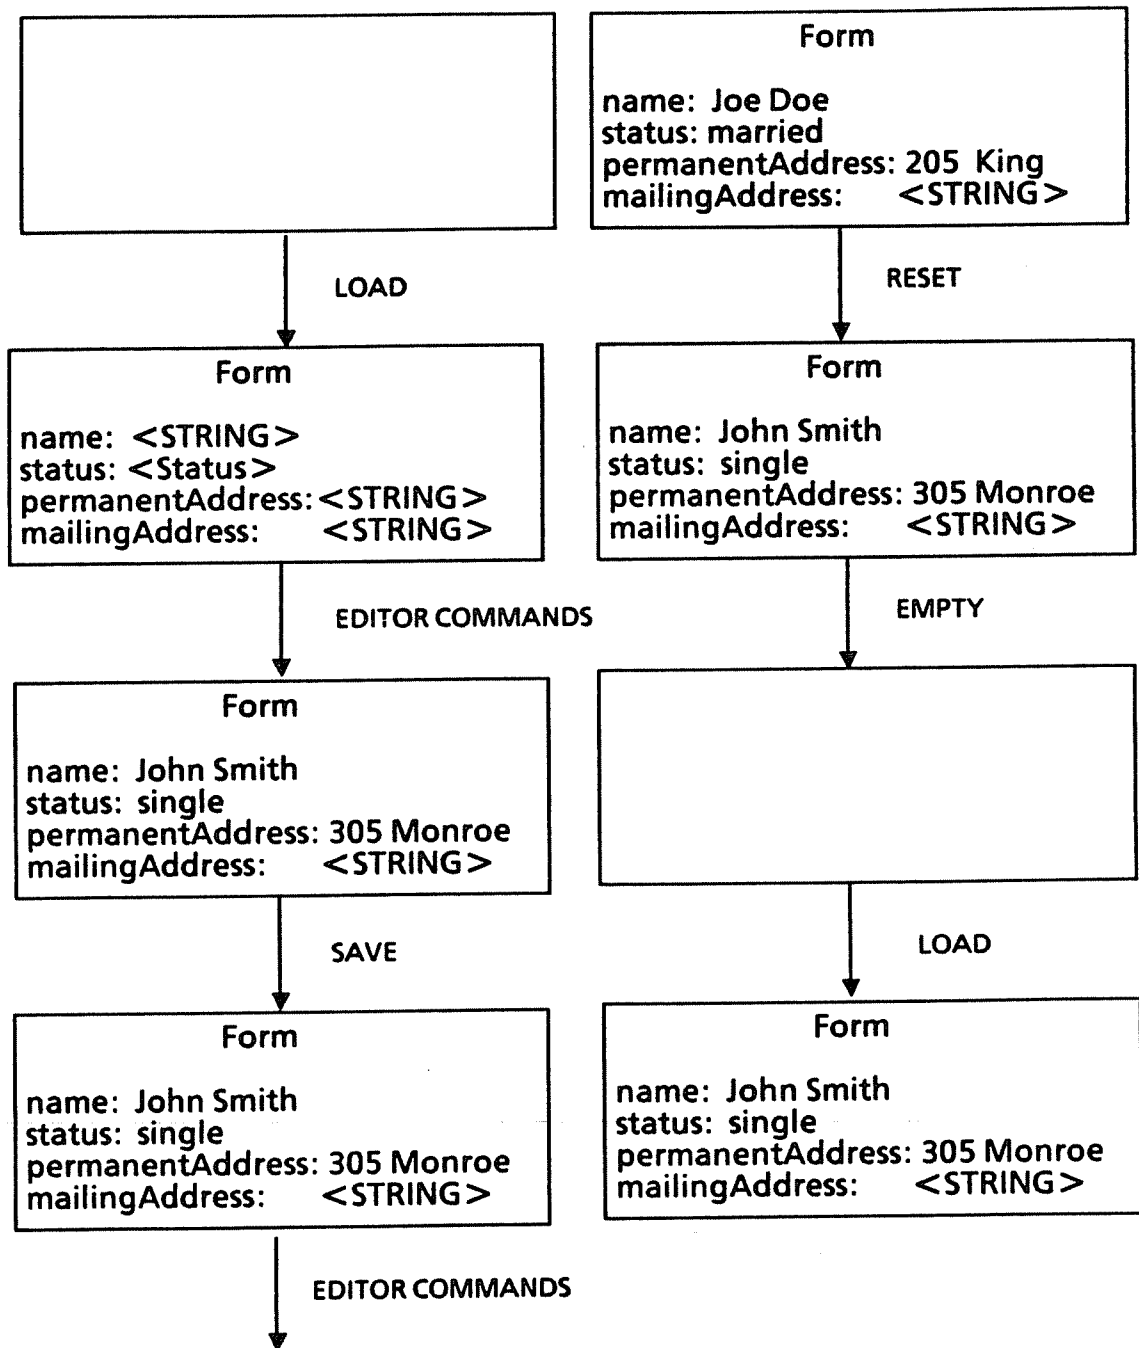 LOAD
Form
name: <STRING>
status: <Status>
permanentAddress: <STRING>
mailingAddress: <STRING>
EDITOR COMMANDS
Form
name: John Smith
status: single
permanentAddress: 305 Monroe
mailingAddress: <STRING>
SAVE
Form
name: John Smith
status: single
permanentAddress: 305 Monroe
mailingAddress: <STRING>
EDITOR COMMANDS
Form
name: Joe Doe
status: married
permanentAddress: 205 King
mailingAddress: <STRING>
RESET
Form
name: John Smith
status: single
permanentAddress: 305 Monroe
mailingAddress: <STRING>
EMPTY
LOAD
Form
name: John Smith
status: single
permanentAddress: 305 Monroe
mailingAddress: <STRING>